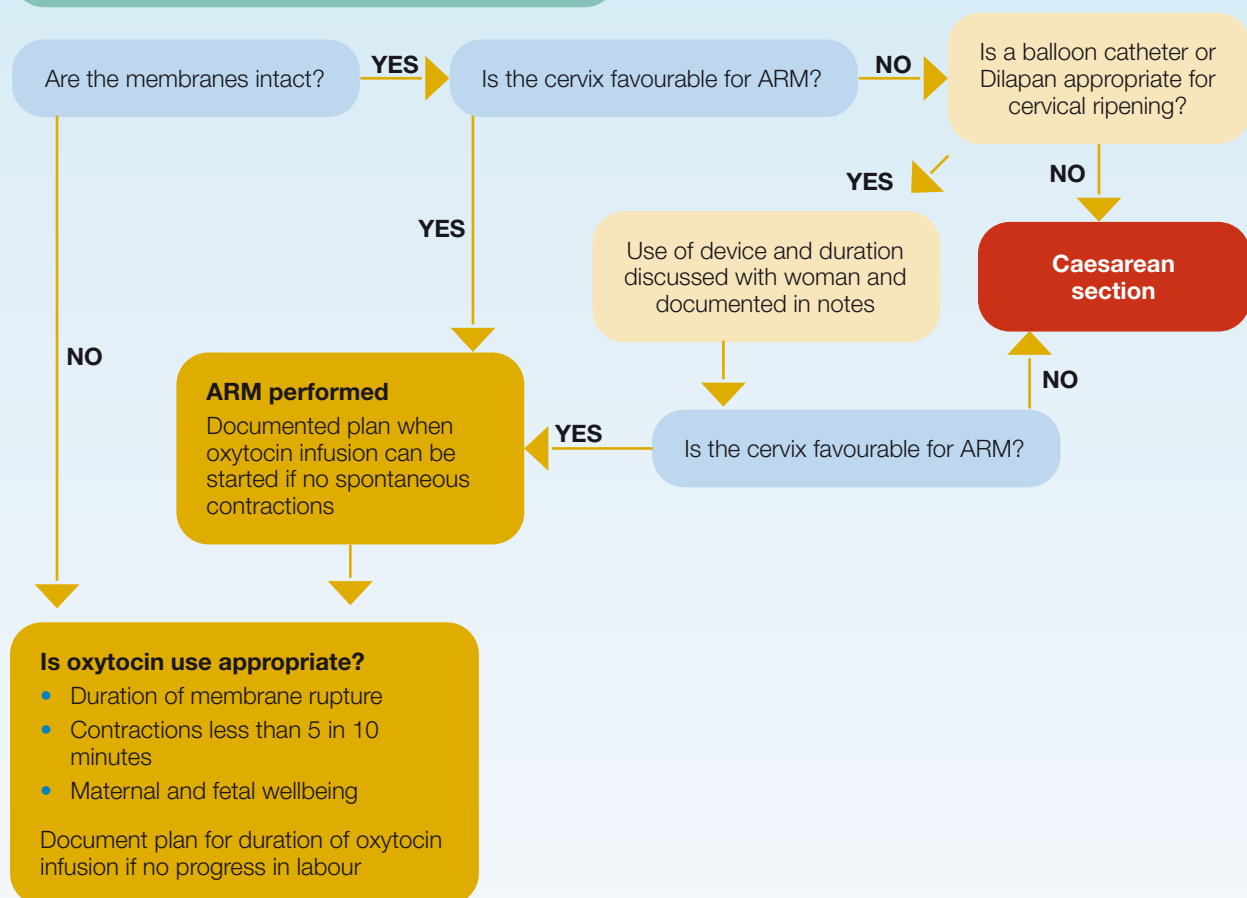 Are the membranes intact?
YES
Is the cervix favourable for ARM?
NO
Is a balloon catheter or
Dilapan appropriate for
cervical ripening?
YES
NO
YES
Use of device and duration
discussed with woman and
documented in notes
Caesarean
section
NO
ARM performed
Documented plan when
oxytocin infusion can be
started if no spontaneous
contractions
YES
Is the cervix favourable for ARM?
NO
Is oxytocin use appropriate?
• Duration of membrane rupture
• Contractions less than 5 in 10
minutes
• Maternal and fetal wellbeing
Document plan for duration of oxytocin
infusion if no progress in labour